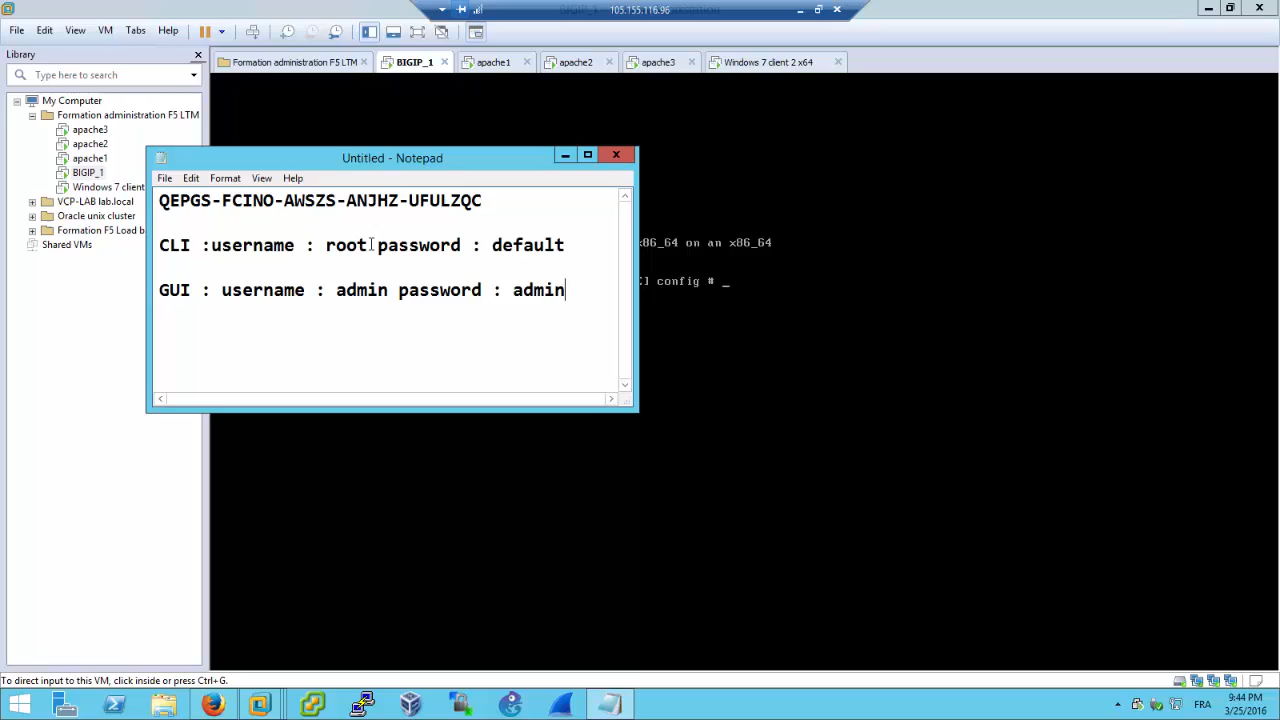 105.155.116.96
File Edit View VM Tabs Help
Library
Type here to search
My Computer
Formation administration F5 LTM
apache3
apache2
apache1
BIGIP_1
Windows 7 client
VCP-LAB lab.local
Oracle unix cluster
Formation F5 Load b
Shared VMs
Formation administration F5 LTM BIGIP_1 apache1 apache2 apache3 Windows 7 client 2 x64
Untitled - Notepad
File Edit Format View Help
QEPGS-FCINO-AWSZS-ANJHZ-UFULZQC
CLI :username : root password : default
GUI : username : admin password : admin
x86_64 on an x86_64
] config # _
To direct input to this VM, click inside or press Ctrl+G.
FR
9:44 PM
3/25/2016